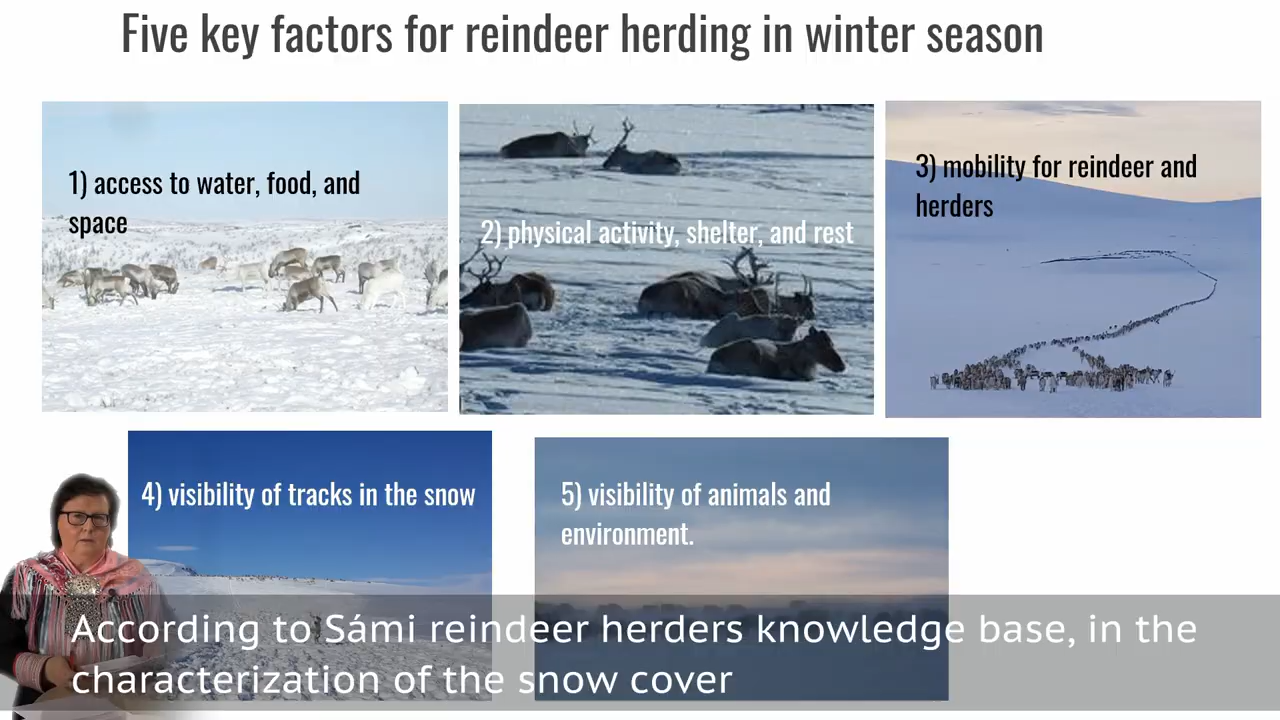 Five key factors for reindeer herding in winter season
1) access to water, food, and
space
2) physical activity, shelter, and rest
3) mobility for reindeer and
herders
4) visibility of tracks in the snow
5) visibility of animals and
environment.
According to Sámi reindeer herders knowledge base, in the
characterization of the snow cover